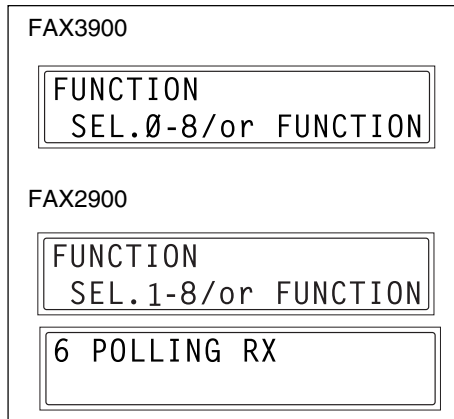 FAX3900
FUNCTION
SEL.Ø-8/or FUNCTION
FAX2900
FUNCTION
SEL.1-8/or FUNCTION
6 POLLING RX